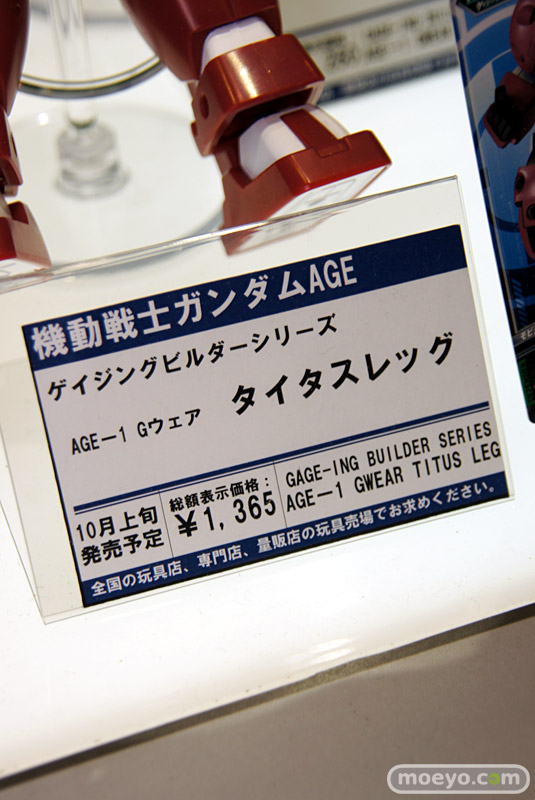 機動戦士ガンダムAGE
ゲイジングビルダーシリーズ
AGE－1 Gウェア タイタスレッグ
10月上旬
発売予定
総額表示価格：
￥1,365
GAGE-ING BUILDER SERIES
AGE－1 GWEAR TITUS LEG
全国の玩具店、専門店、量販店の玩具売場でお求めください。
moeyo.com